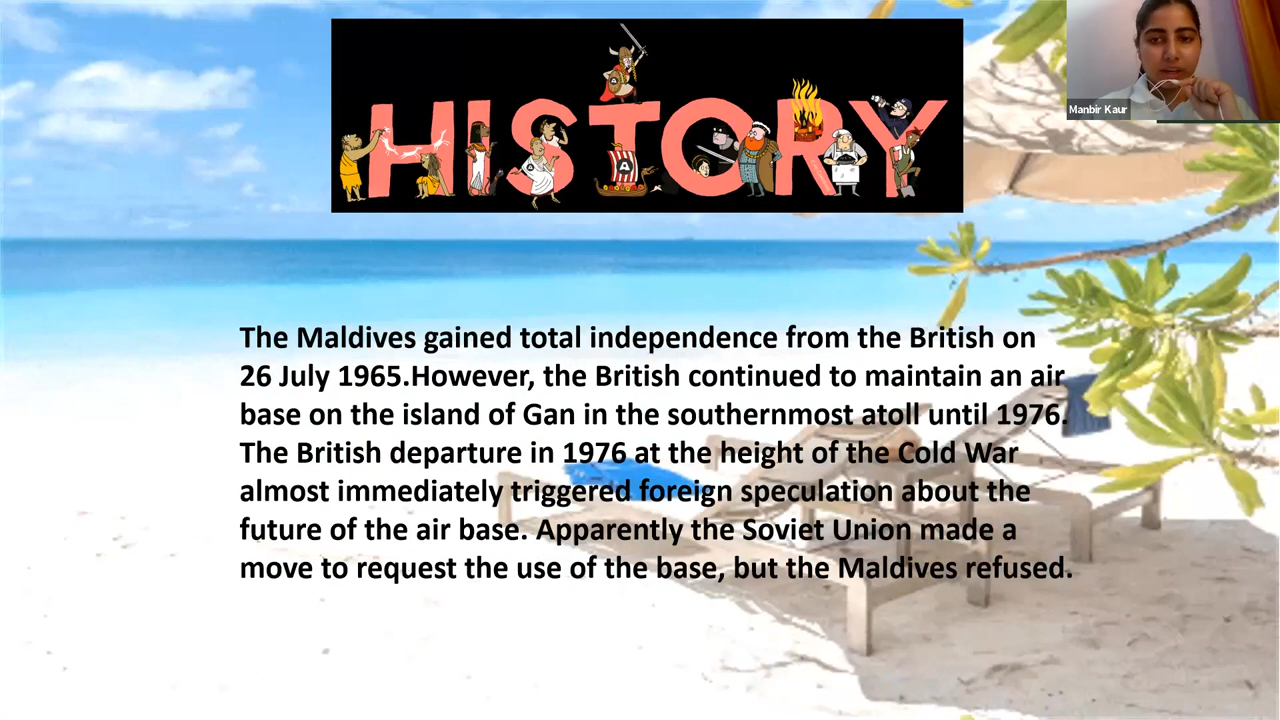 HISTORY
A
Manbir Kaur
The Maldives gained total independence from the British on
26 July 1965.However, the British continued to maintain an air
base on the island of Gan in the southernmost atoll until 1976.
The British departure in 1976 at the height of the Cold War
almost immediately triggered foreign speculation about the
future of the air base. Apparently the Soviet Union made a
move to request the use of the base, but the Maldives refused.